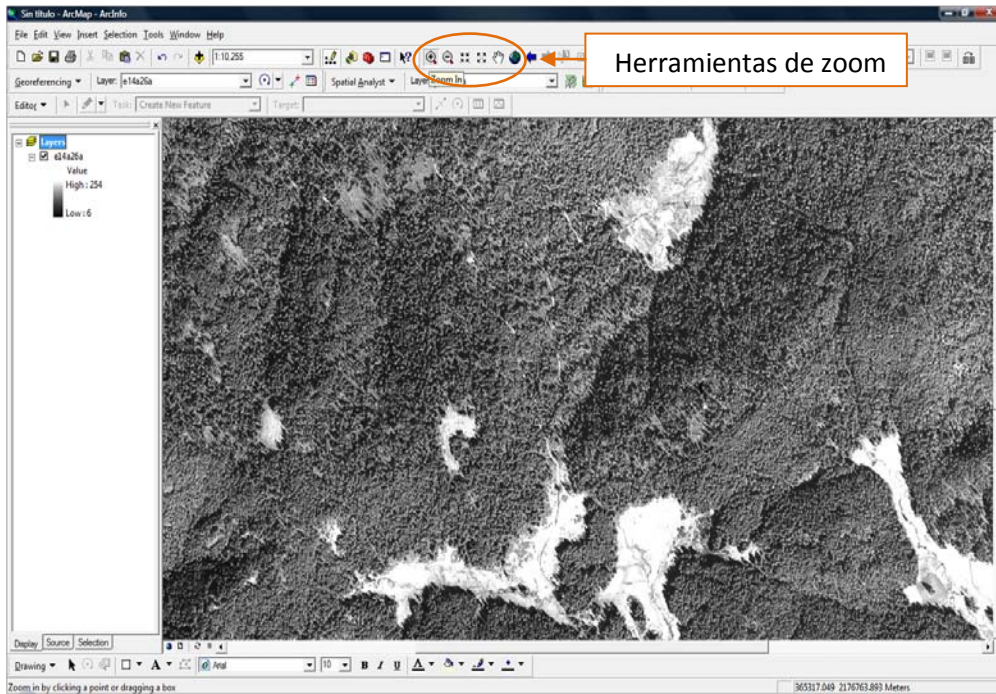 Sin título - ArcMap - ArcInfo
File Edit View Insert Selection Tools Window Help
1:10.255
Herramientas de zoom
Georeferencing Layer: e14a26a Spatial Analyst Layer Zoom In
Editor Task: Create New Feature Target:
Layers
e14a26a
Value
High : 254
Low : 6
Display Source Selection
Drawing A Arial 10 B I U A
Zoom in by clicking a point or dragging a box 365317.049 2176763.893 Meters